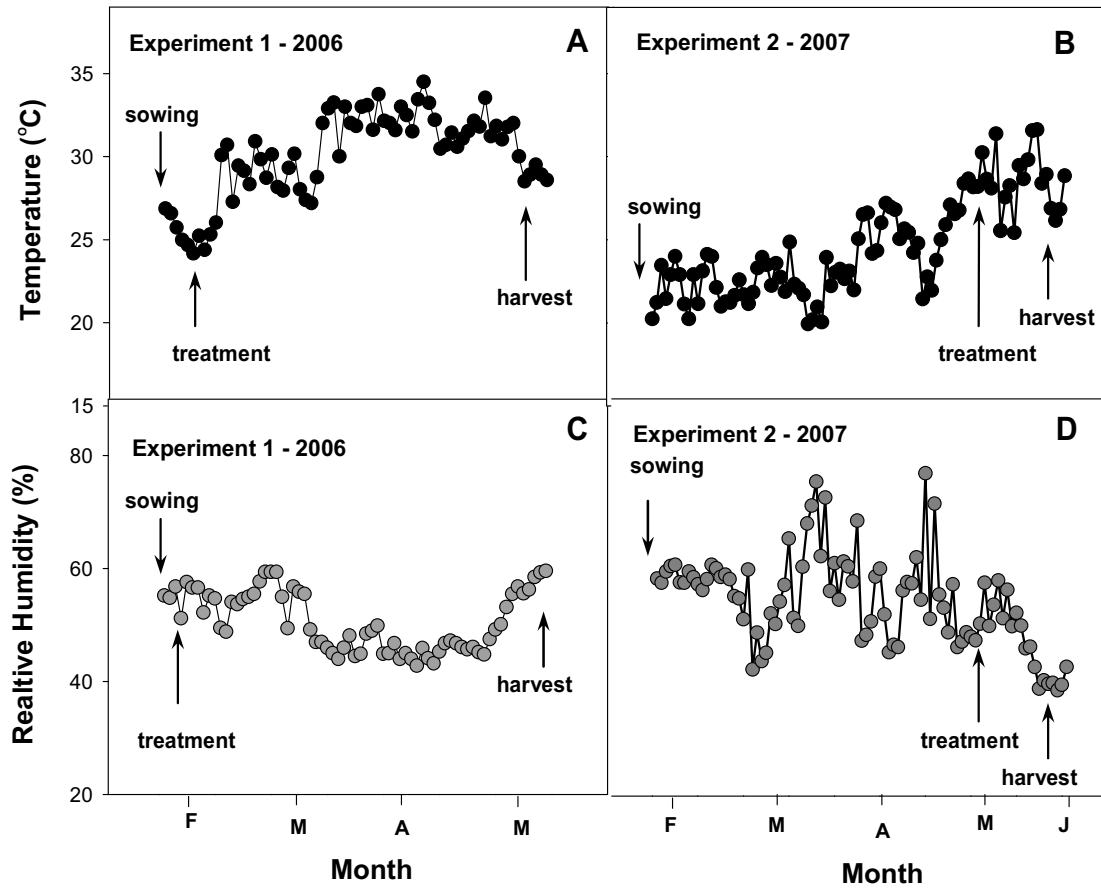 Experiment 1 - 2006
A
Experiment 2 - 2007
B
Temperature (°C)
35
30
25
20
15
sowing
treatment
harvest
sowing
treatment
harvest
Experiment 1 - 2006
C
Experiment 2 - 2007
D
Realtive Humidity (%)
80
60
40
20
sowing
treatment
harvest
sowing
treatment
harvest
F M A M
F M A M J
Month
Month